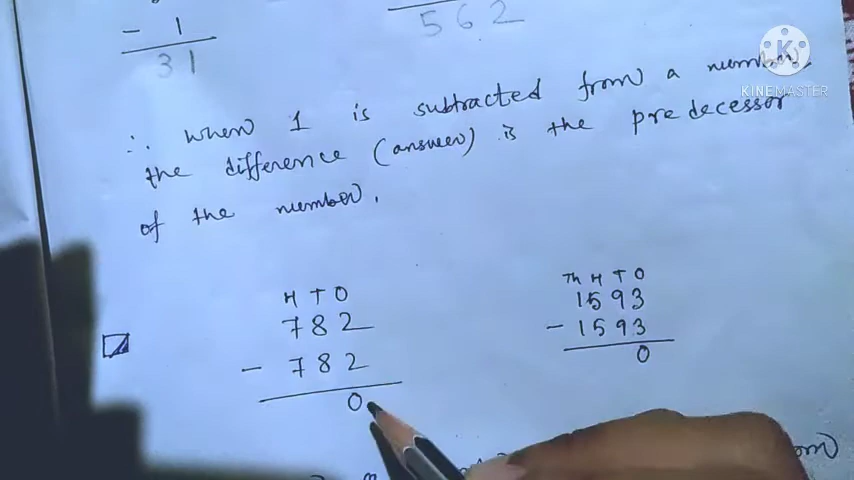 - 1
31
562
∴ when 1 is subtracted from a number
the difference (answer) is the predecessor
of the number.
H T O
782
- 782
0
Th H T O
1593
- 1593
0
KINEMASTER